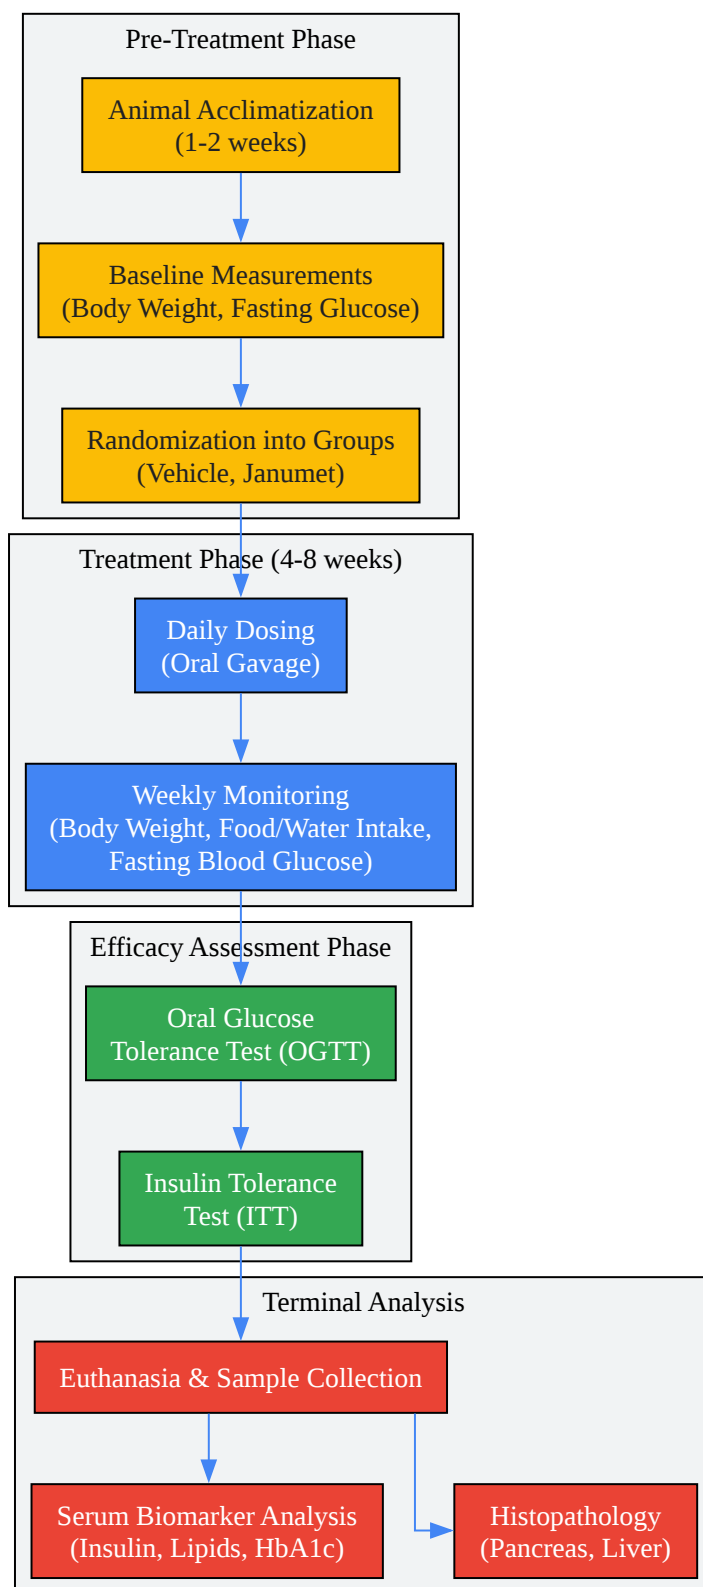 Pre-Treatment Phase
Animal Acclimatization
(1-2 weeks)
Baseline Measurements
(Body Weight, Fasting Glucose)
Randomization into Groups
(Vehicle, Janumet)
Treatment Phase (4-8 weeks)
Daily Dosing
(Oral Gavage)
Weekly Monitoring
(Body Weight, Food/Water Intake,
Fasting Blood Glucose)
Efficacy Assessment Phase
Oral Glucose
Tolerance Test (OGTT)
Insulin Tolerance
Test (ITT)
Terminal Analysis
Euthanasia & Sample Collection
Serum Biomarker Analysis
(Insulin, Lipids, HbA1c)
Histopathology
(Pancreas, Liver)